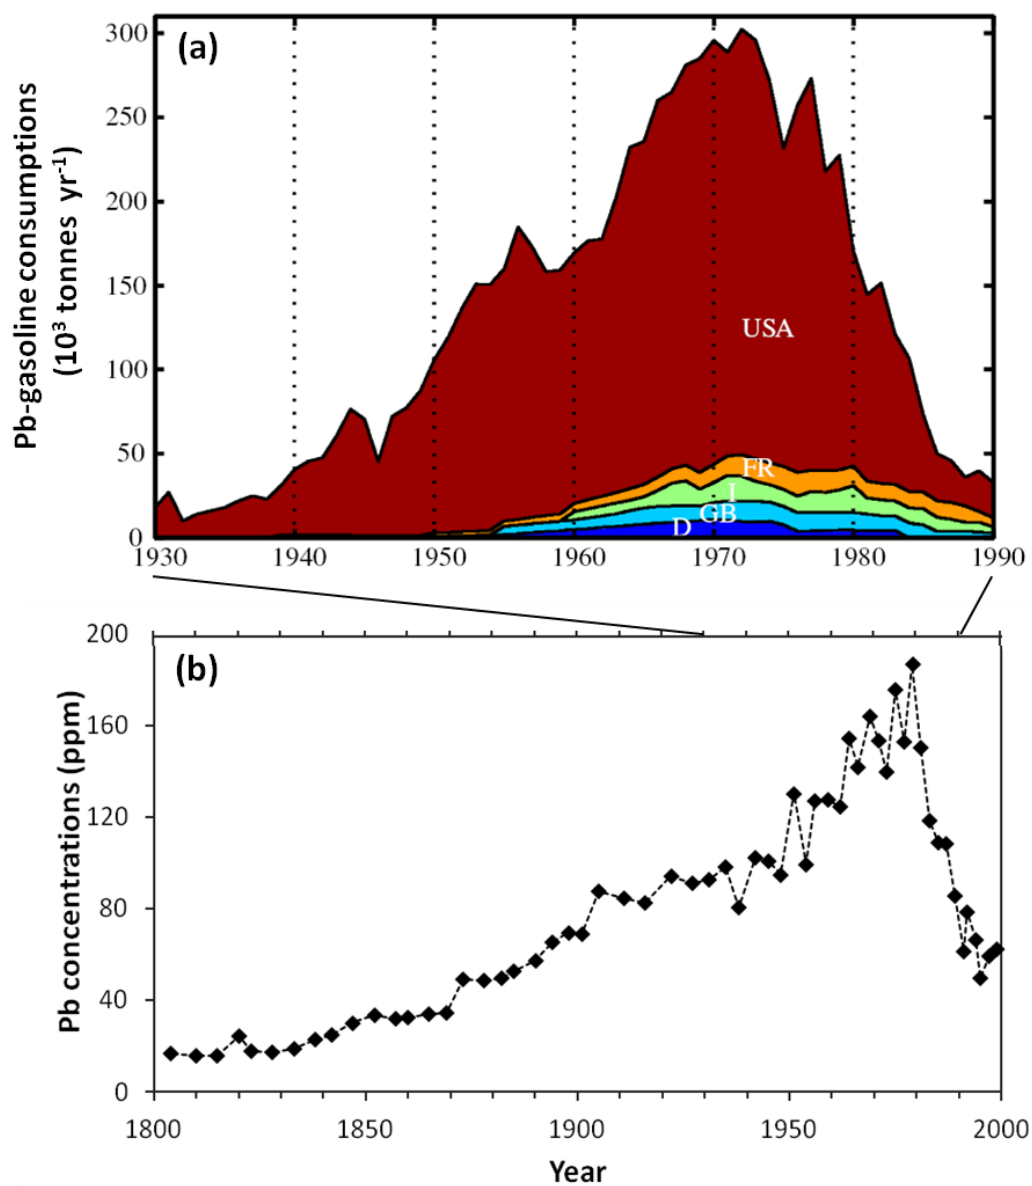 (a)
Pb-gasoline consumptions
(10³ tonnes yr⁻¹)
300
250
200
150
100
50
0
USA
FR
I
GB
D
1930 1940 1950 1960 1970 1980 1990
(b)
Pb concentrations (ppm)
200
160
120
80
40
0
1800 1850 1900 1950 2000
Year